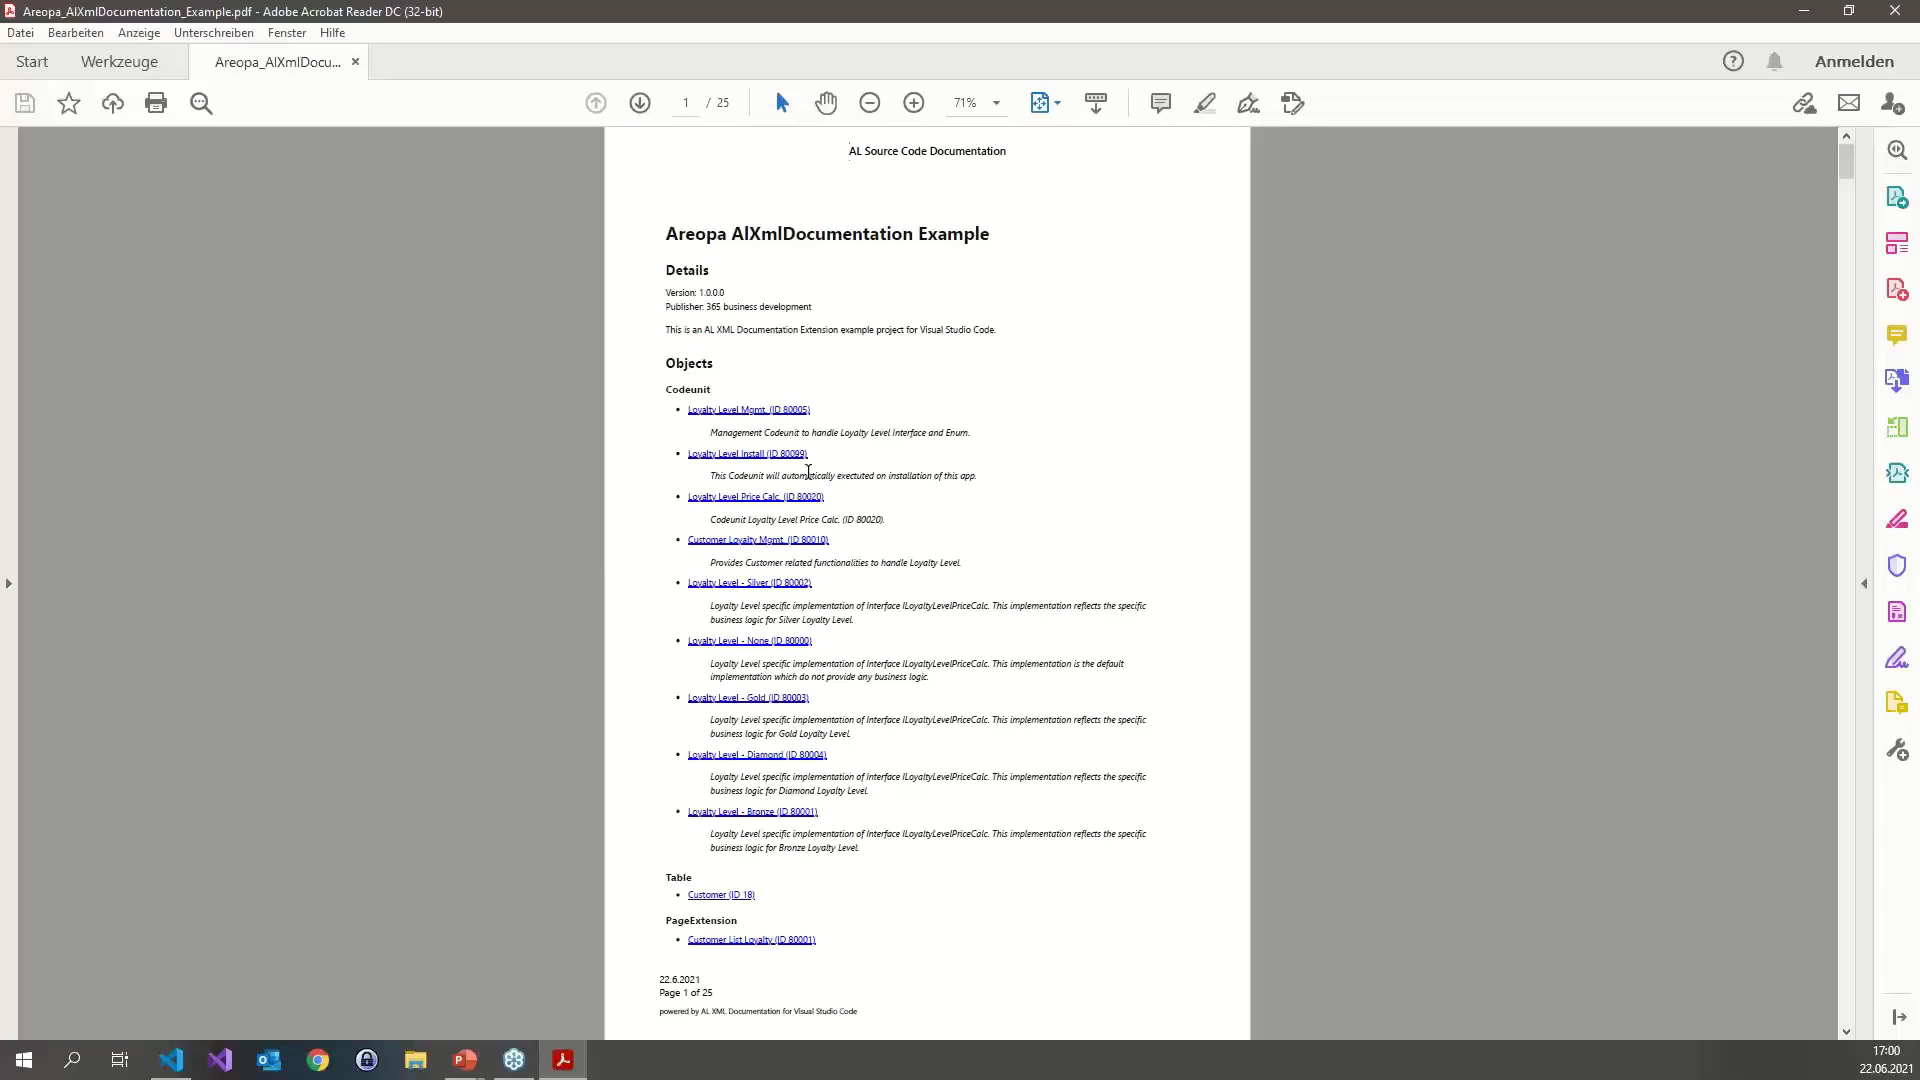 Areopa_AlXmlDocumentation_Example.pdf - Adobe Acrobat Reader DC (32-bit)
Datei Bearbeiten Anzeige Unterschreiben Fenster Hilfe
Start Werkzeuge Areopa_AlXmlDocu... Anmelden
1 / 25 71%
AL Source Code Documentation
Areopa AlXmlDocumentation Example
Details
Version: 1.0.0.0
Publisher: 365 business development
This is an AL XML Documentation Extension example project for Visual Studio Code.
Objects
Codeunit
• Loyalty Level Mgmt. (ID 80005)
Management Codeunit to handle Loyalty Level Interface and Enum.
• Loyalty Level Install (ID 80099)
This Codeunit will automatically exectuted on installation of this app.
• Loyalty Level Price Calc. (ID 80020)
Codeunit Loyalty Level Price Calc. (ID 80020).
• Customer Loyalty Mgmt. (ID 80010)
Provides Customer related functionalities to handle Loyalty Level.
• Loyalty Level - Silver (ID 80002)
Loyalty Level specific implementation of Interface ILoyaltyLevelPriceCalc. This implementation reflects the specific
business logic for Silver Loyalty Level.
• Loyalty Level - None (ID 80000)
Loyalty Level specific implementation of Interface ILoyaltyLevelPriceCalc. This implementation is the default
implementation which do not provide any business logic.
• Loyalty Level - Gold (ID 80003)
Loyalty Level specific implementation of Interface ILoyaltyLevelPriceCalc. This implementation reflects the specific
business logic for Gold Loyalty Level.
• Loyalty Level - Diamond (ID 80004)
Loyalty Level specific implementation of Interface ILoyaltyLevelPriceCalc. This implementation reflects the specific
business logic for Diamond Loyalty Level.
• Loyalty Level - Bronze (ID 80001)
Loyalty Level specific implementation of Interface ILoyaltyLevelPriceCalc. This implementation reflects the specific
business logic for Bronze Loyalty Level.
Table
• Customer (ID 18)
PageExtension
• Customer List Loyalty (ID 80001)
22.6.2021
Page 1 of 25
powered by AL XML Documentation for Visual Studio Code
17:00
22.06.2021